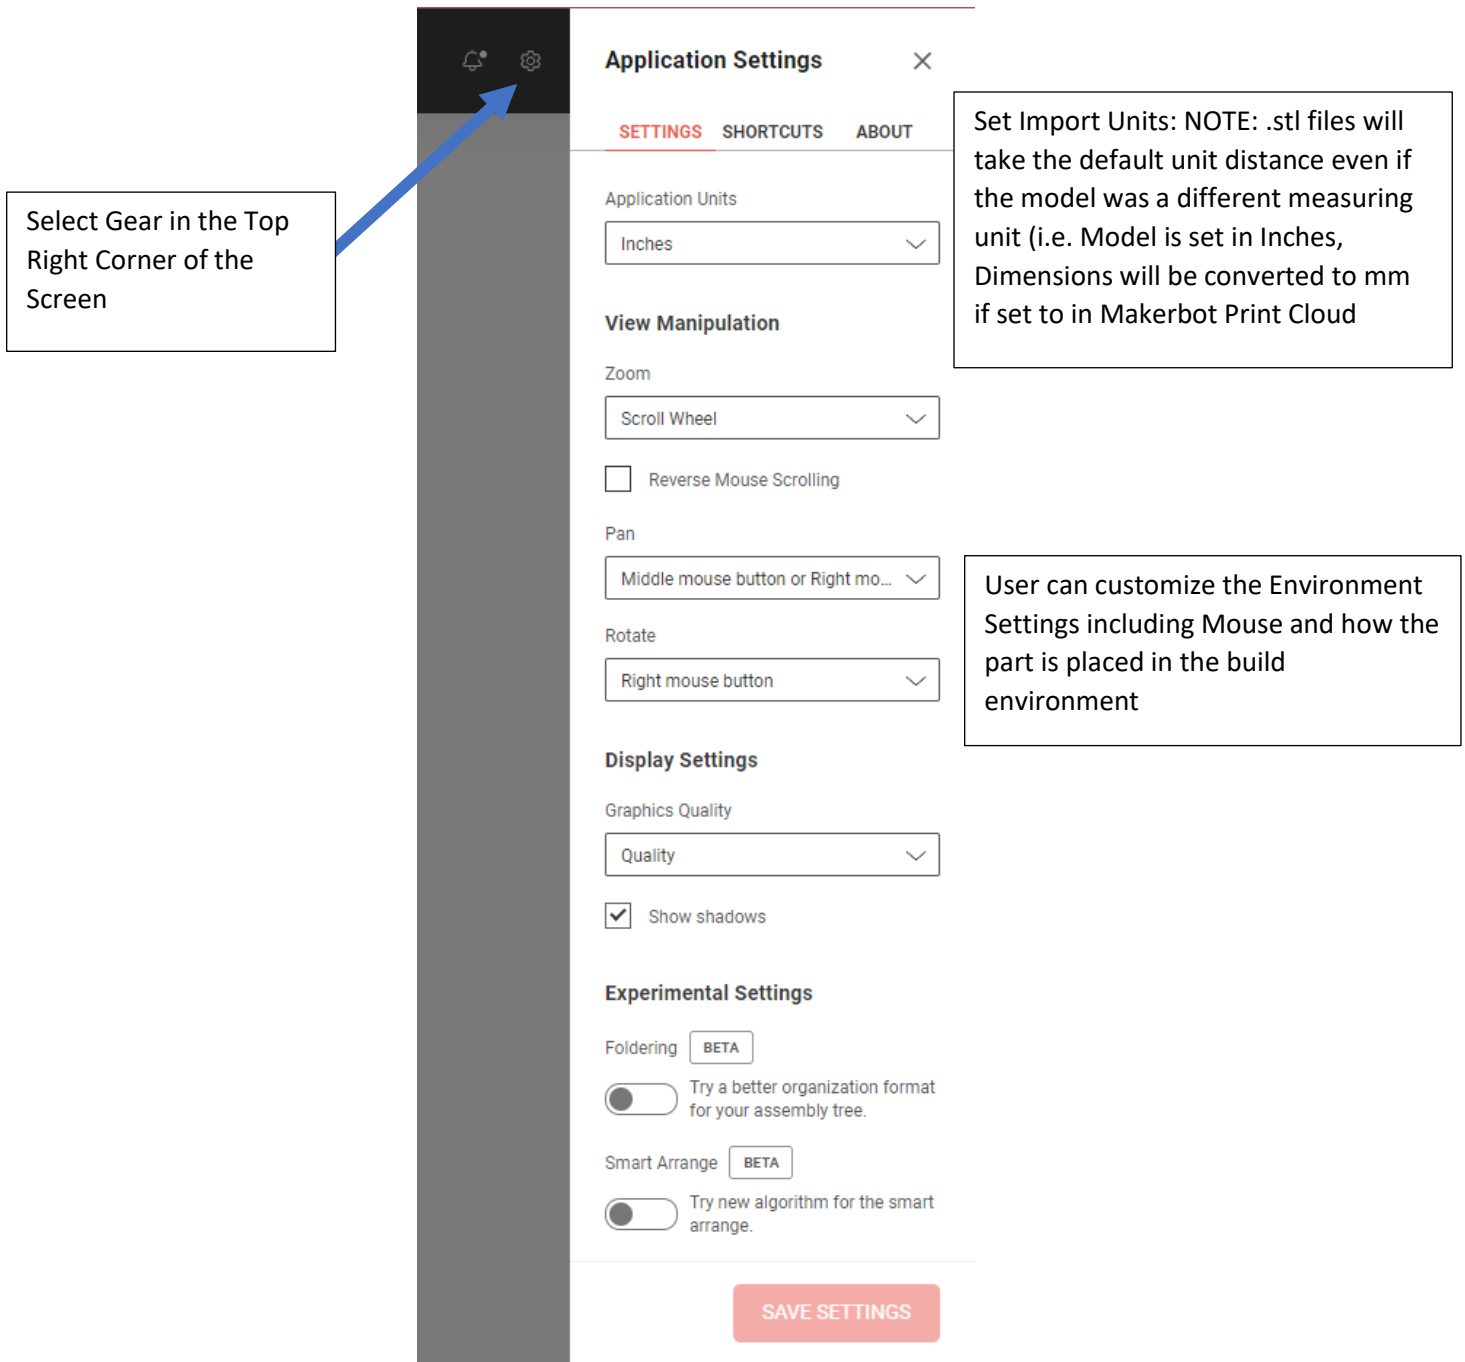 Application Settings
SETTINGS SHORTCUTS ABOUT
Select Gear in the Top
Right Corner of the
Screen
Set Import Units: NOTE: .stl files will
take the default unit distance even if
the model was a different measuring
unit (i.e. Model is set in Inches,
Dimensions will be converted to mm
if set to in Makerbot Print Cloud
Application Units
Inches
View Manipulation
Zoom
Scroll Wheel
Reverse Mouse Scrolling
Pan
Middle mouse button or Right mo...
Rotate
Right mouse button
User can customize the Environment
Settings including Mouse and how the
part is placed in the build
environment
Display Settings
Graphics Quality
Quality
Show shadows
Experimental Settings
Foldering BETA
Try a better organization format
for your assembly tree.
Smart Arrange BETA
Try new algorithm for the smart
arrange.
SAVE SETTINGS